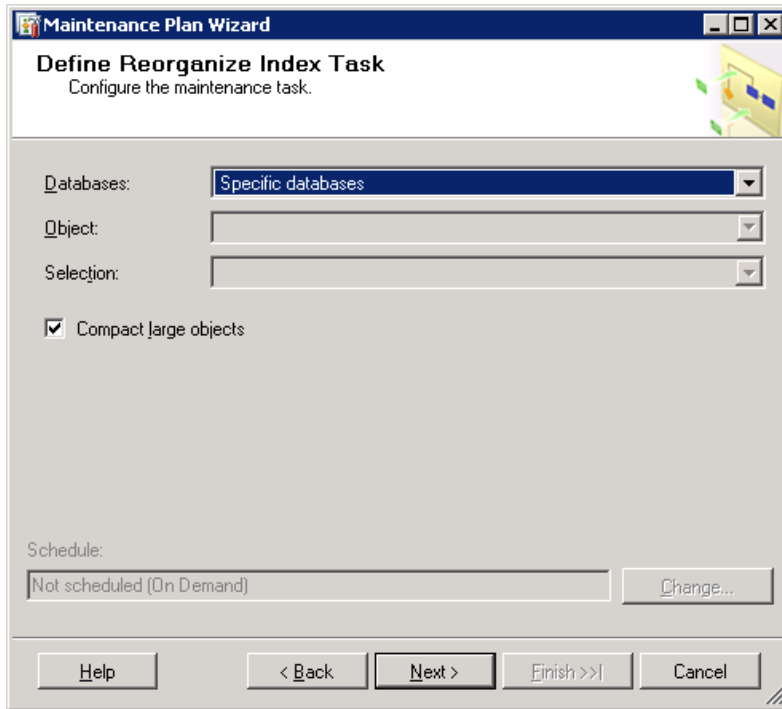 Maintenance Plan Wizard
Define Reorganize Index Task
Configure the maintenance task.
Databases: Specific databases
Object:
Selection:
Compact large objects
Schedule:
Not scheduled (On Demand) Change...
Help < Back Next > Finish >>| Cancel